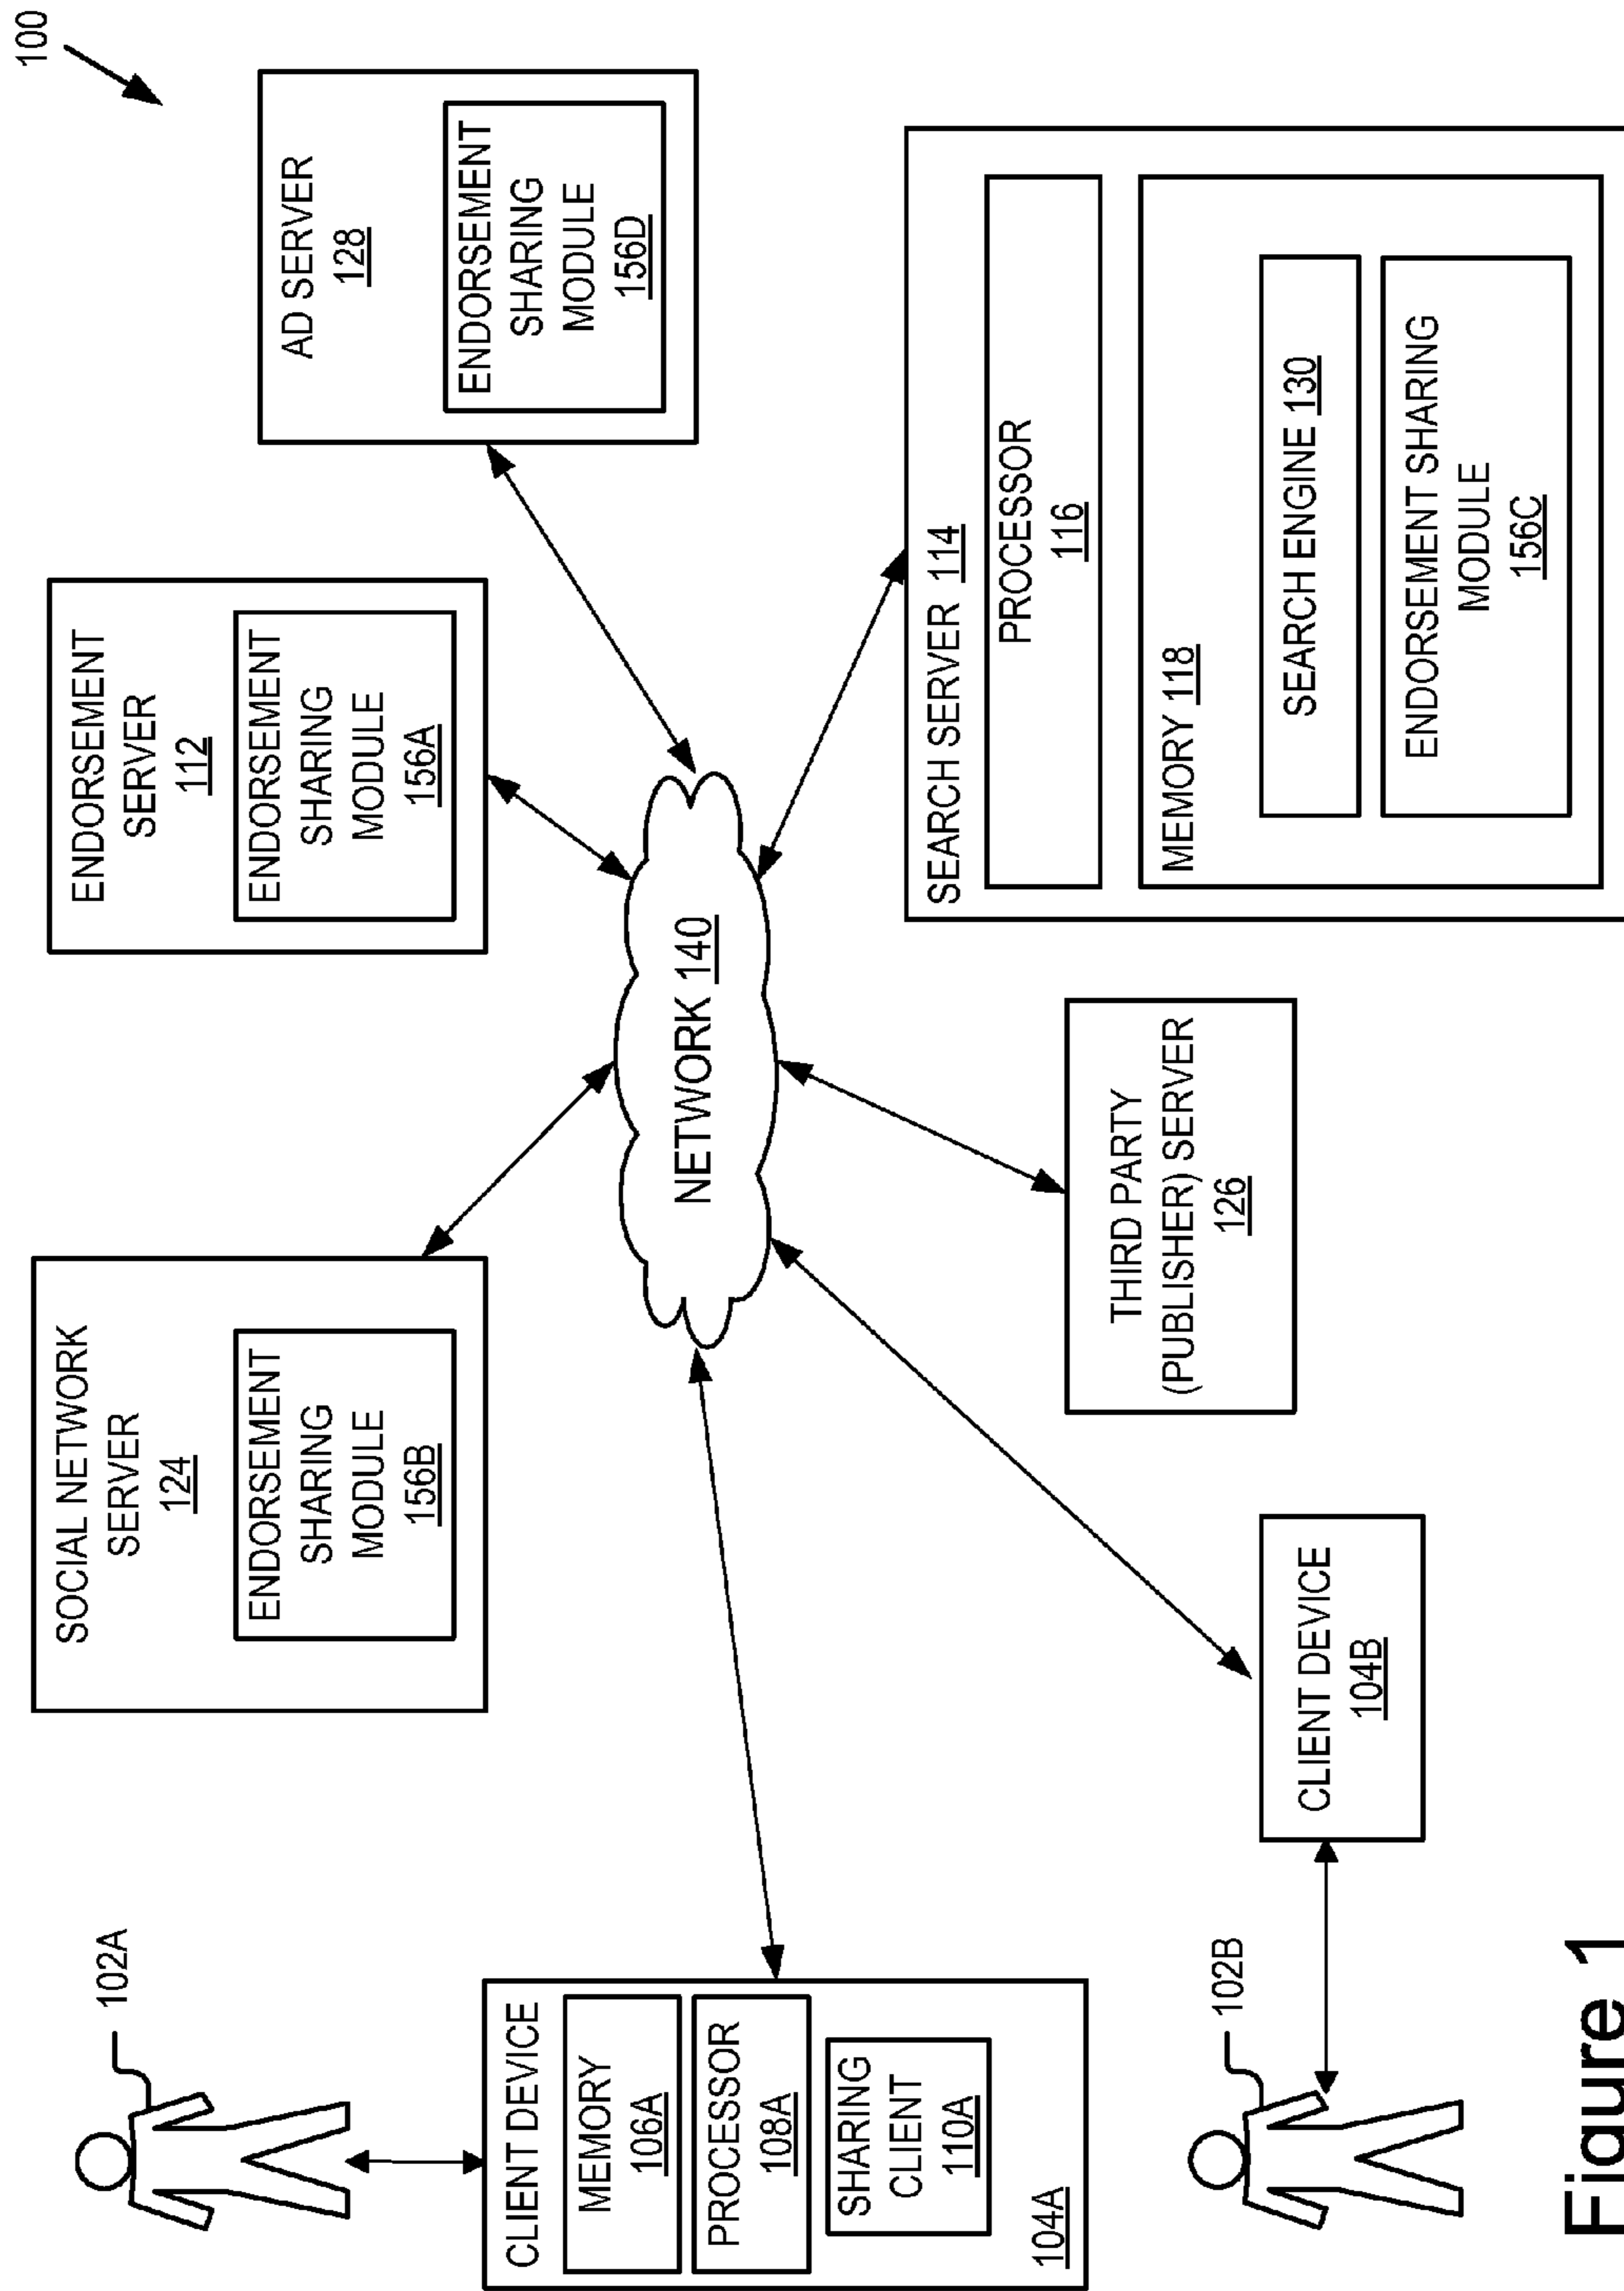 100
102A
CLIENT DEVICE
MEMORY
106A
PROCESSOR
108A
SHARING
CLIENT
110A
104A
102B
CLIENT DEVICE
104B
SOCIAL NETWORK
SERVER
124
ENDORSEMENT
SHARING
MODULE
156B
ENDORSEMENT
SERVER
112
ENDORSEMENT
SHARING
MODULE
156A
AD SERVER
128
ENDORSEMENT
SHARING
MODULE
156D
NETWORK 140
THIRD PARTY
(PUBLISHER) SERVER
126
SEARCH SERVER 114
PROCESSOR
116
MEMORY 118
SEARCH ENGINE 130
ENDORSEMENT SHARING
MODULE
156C
Figure 1